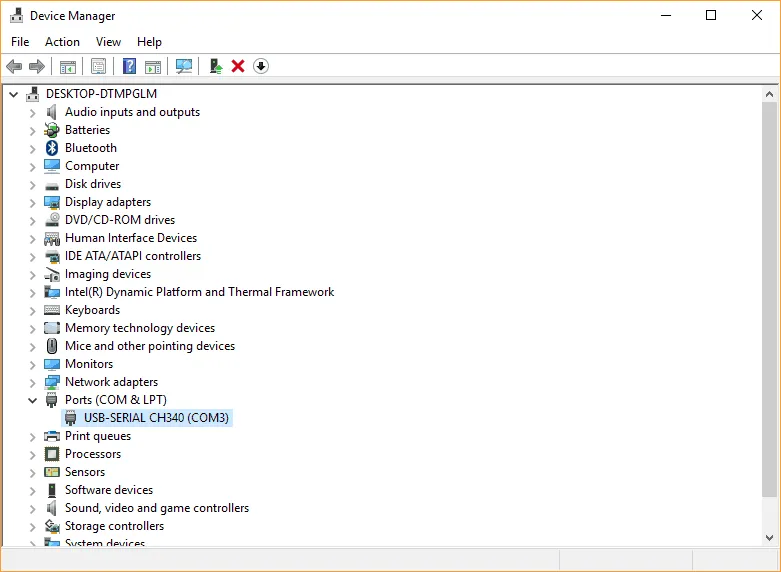 Device Manager
File Action View Help
DESKTOP-DTMPGLM
Audio inputs and outputs
Batteries
Bluetooth
Computer
Disk drives
Display adapters
DVD/CD-ROM drives
Human Interface Devices
IDE ATA/ATAPI controllers
Imaging devices
Intel(R) Dynamic Platform and Thermal Framework
Keyboards
Memory technology devices
Mice and other pointing devices
Monitors
Network adapters
Ports (COM & LPT)
USB-SERIAL CH340 (COM3)
Print queues
Processors
Sensors
Software devices
Sound, video and game controllers
Storage controllers
System devices